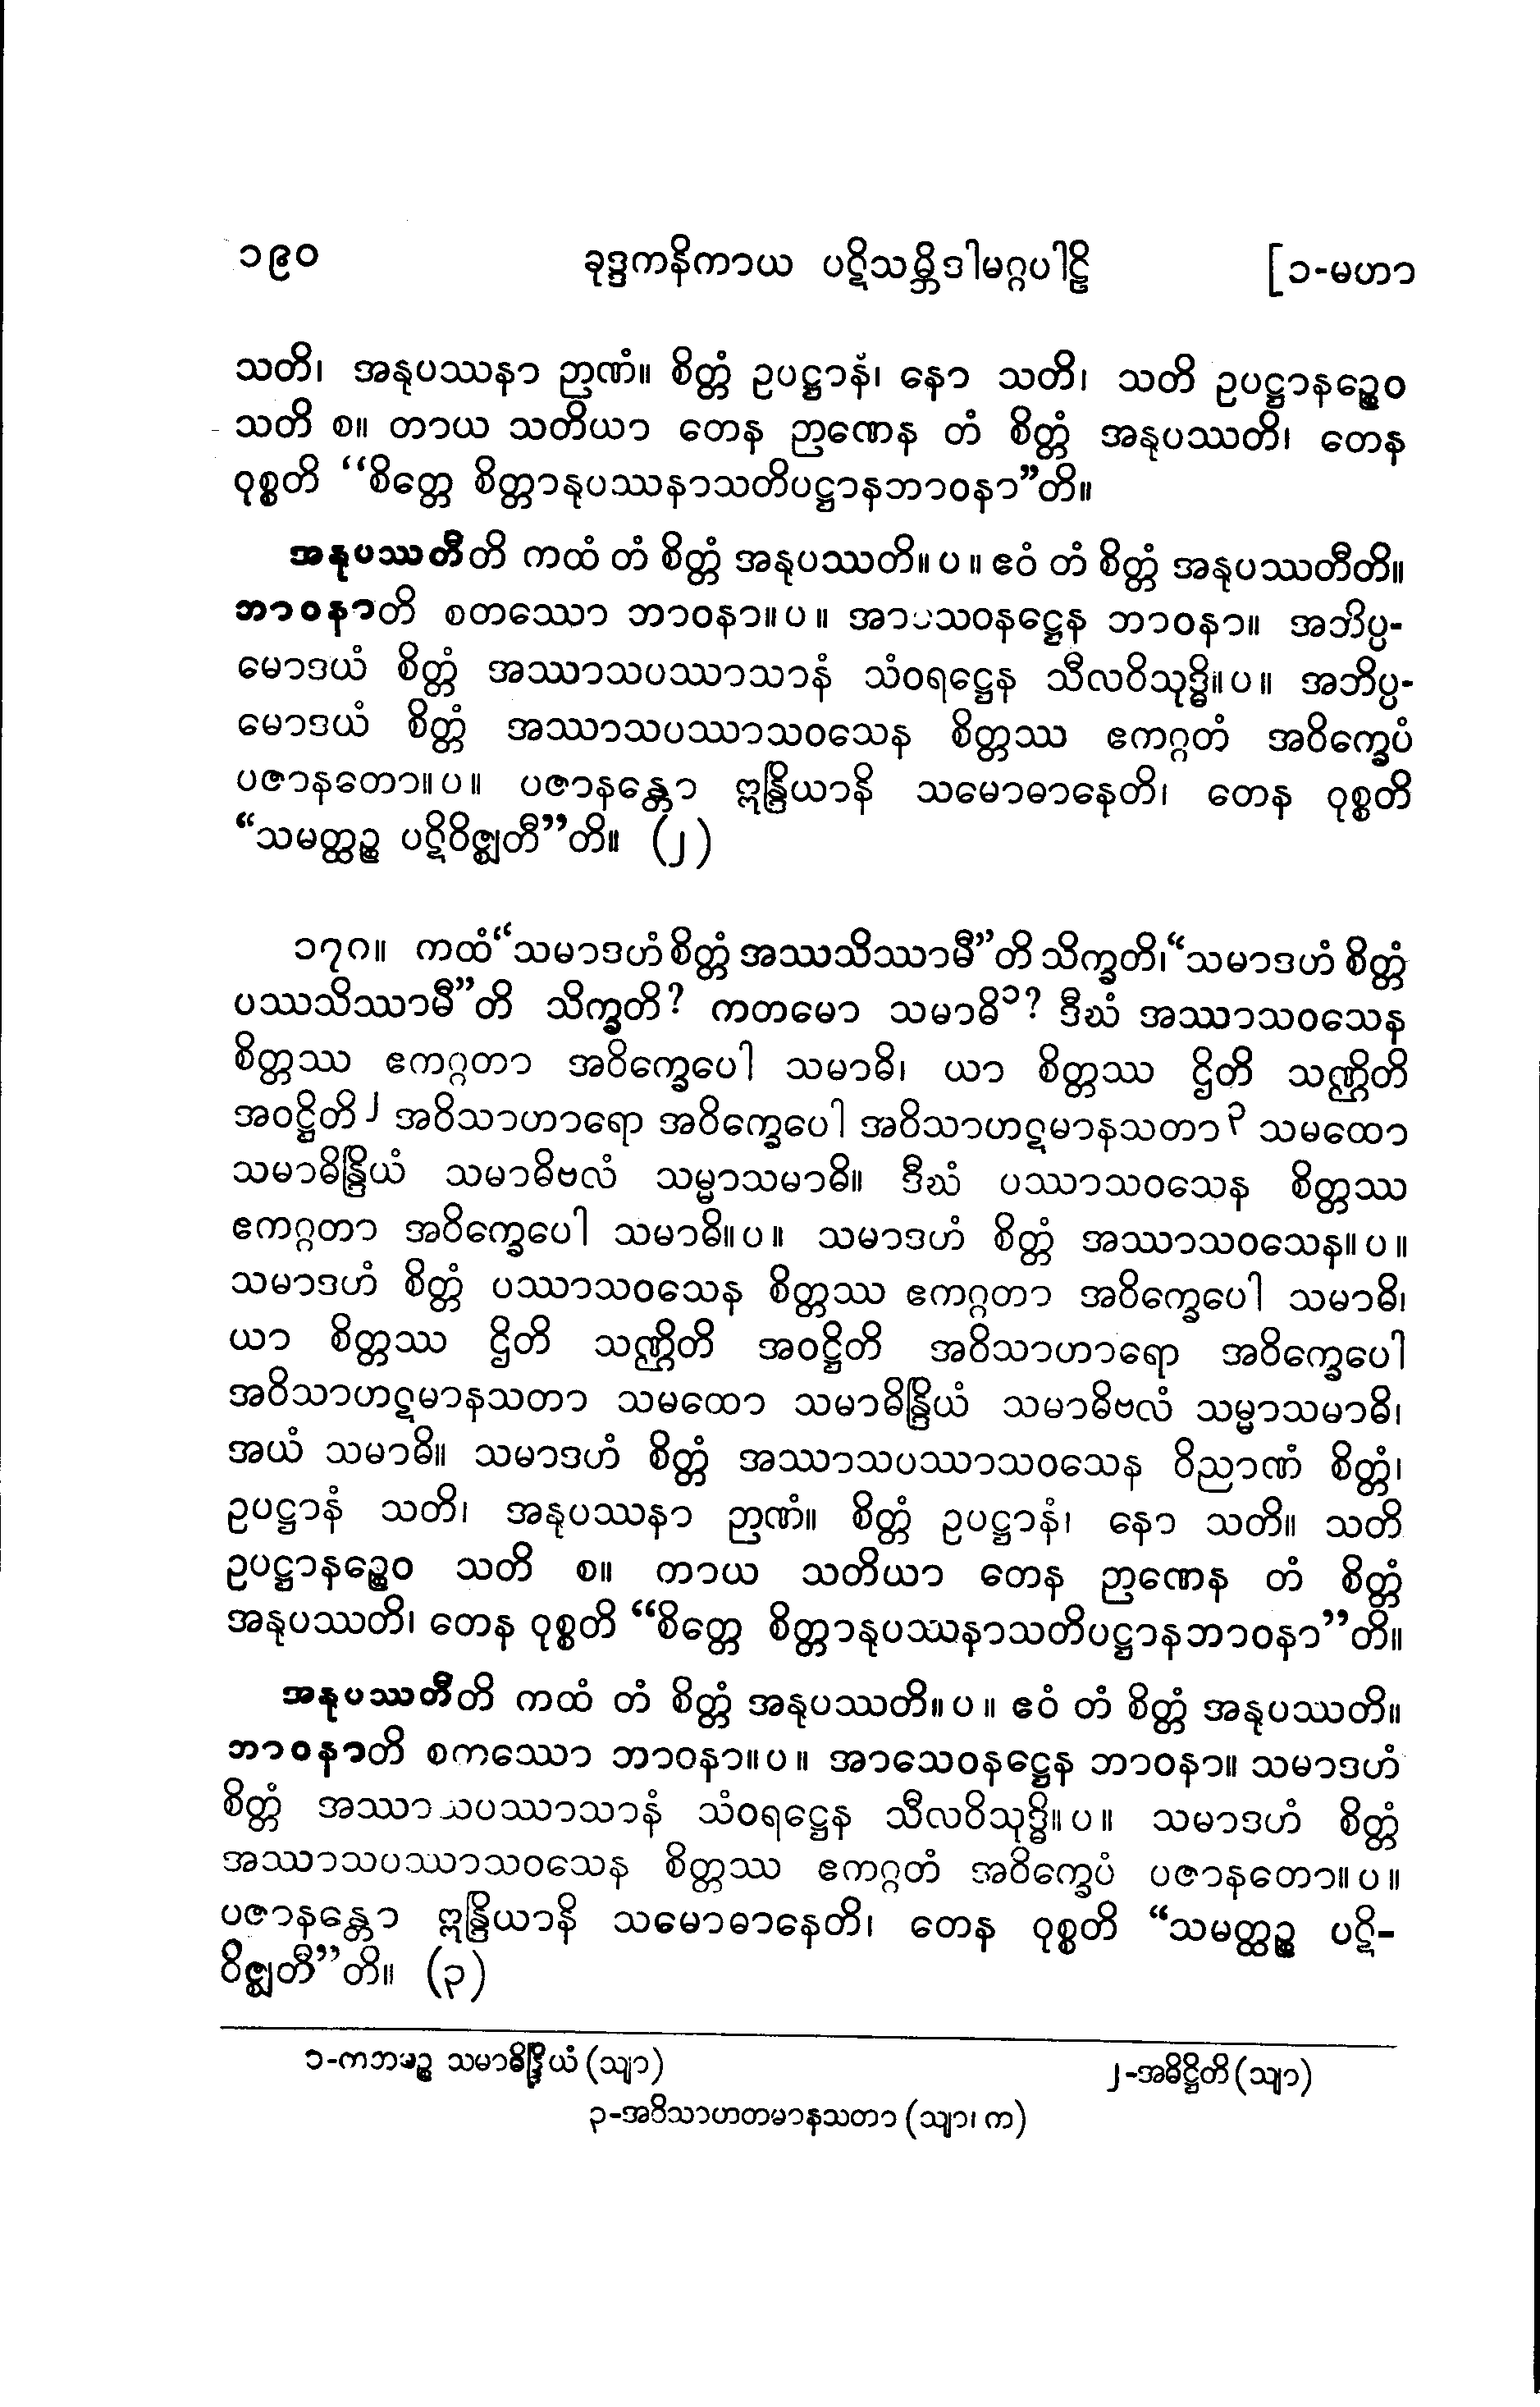 ၁၉၀ ခုဒ္ဒကနိကာယ ပဋိသမ္ဘိဒါမဂ္ဂပါဠိ [၁-မဟာ
သတိ၊ အနုပဿနာ ဉာဏံ။ စိတ္တံ ဥပဋ္ဌာနံ၊ နော သတိ၊ သတိ ဥပဋ္ဌာနဉ္စေဝ
သတိ စ။ တာယ သတိယာ တေန ဉာဏေန တံ စိတ္တံ အနုပဿတိ၊ တေန
ဝုစ္စတိ “စိတ္တေ စိတ္တာနုပဿနာသတိပဋ္ဌာနဘာဝနာ”တိ။
အနုပဿတီတိ ကထံ တံ စိတ္တံ အနုပဿတိ။ပ။ ဧဝံ တံ စိတ္တံ အနုပဿတီတိ။
ဘာဝနာတိ စတဿော ဘာဝနာ။ပ။ ဘာဝနာ။ အဘိပ္ပ-
မောဒယံ စိတ္တံ အဿာသပဿာသာနံ သံဝရဋ္ဌေန သီလဝိသုဒ္ဓိ။ပ။ အဘိပ္ပ-
မောဒယံ စိတ္တံ အဿာသပဿာသဝသေန စိတ္တဿ ဧကဂ္ဂတံ အဝိက္ခေပံ
ပဇာနတော။ပ။ ပဇာနန္တော ဣန္ဒြိယာနိ သမောဓာနေတိ၊ တေန ဝုစ္စတိ
“သမတ္ထဉ္စ ပဋိဝိဇ္ဈတီ”တိ။ (၂)
၁၇၈။ ကထံ“သမာဒဟံ စိတ္တံ အဿသိဿာမီ”တိ သိက္ခတိ၊“သမာဒဟံ စိတ္တံ
ပဿသိဿာမီ”တိ သိက္ခတိ? ကတမော သမာဓိ၁? ဒီဃံ အဿာသဝသေန
စိတ္တဿ ဧကဂ္ဂတာ အဝိက္ခေပေါ သမာဓိ၊ ယာ စိတ္တဿ ဌိတိ သဏ္ဌိတိ
အဝဋ္ဌိတိ၂ အဝိသာဟာရော အဝိက္ခေပေါ အဝိသာဟဋမာနသတာ၃ သမထော
သမာဓိန္ဒြိယံ သမာဓိဗလံ သမ္မာသမာဓိ။ ဒီဃံ ပဿာသဝသေန စိတ္တဿ
ဧကဂ္ဂတာ အဝိက္ခေပေါ သမာဓိ။ပ။ သမာဒဟံ စိတ္တံ အဿာသဝသေန။ပ။
သမာဒဟံ စိတ္တံ ပဿာသဝသေန စိတ္တဿ ဧကဂ္ဂတာ အဝိက္ခေပေါ သမာဓိ၊
ယာ စိတ္တဿ ဌိတိ သဏ္ဌိတိ အဝဋ္ဌိတိ အဝိသာဟာရော အဝိက္ခေပေါ
အဝိသာဟဋမာနသတာ သမထော သမာဓိန္ဒြိယံ သမာဓိဗလံ သမ္မာသမာဓိ၊
အယံ သမာဓိ။ သမာဒဟံ စိတ္တံ အဿာသပဿာသဝသေန ဝိညာဏံ စိတ္တံ၊
ဥပဋ္ဌာနံ သတိ၊ အနုပဿနာ ဉာဏံ။ စိတ္တံ ဥပဋ္ဌာနံ၊ နော သတိ။ သတိ
ဥပဋ္ဌာနဉ္စေဝ သတိ စ။ တာယ သတိယာ တေန ဉာဏေန တံ စိတ္တံ
အနုပဿတိ၊ တေန ဝုစ္စတိ “စိတ္တေ စိတ္တာနုပဿနာသတိပဋ္ဌာနဘာဝနာ”တိ။
အနုပဿတီတိ ကထံ တံ စိတ္တံ အနုပဿတိ။ပ။ ဧဝံ တံ စိတ္တံ အနုပဿတိ။
ဘာဝနာတိ စတဿော ဘာဝနာ။ပ။ အာသေဝနဋ္ဌေန ဘာဝနာ။ သမာဒဟံ
စိတ္တံ အဿာသပဿာသာနံ သံဝရဋ္ဌေန သီလဝိသုဒ္ဓိ။ပ။ သမာဒဟံ စိတ္တံ
အဿာသပဿာသဝသေန စိတ္တဿ ဧကဂ္ဂတံ အဝိက္ခေပံ ပဇာနတော။ပ။
ပဇာနန္တော ဣန္ဒြိယာနိ သမောဓာနေတိ၊ တေန ဝုစ္စတိ “သမတ္ထဉ္စ ပဋိ-
ဝိဇ္ဈတီ”တိ။ (၃)
သမာဓိန္ဒြိယံ (သျာ) ၂-အဓိဋ္ဌိတိ (သျာ)
၃-အဝိသာဟတမာနသတာ (သျာ၊ က)